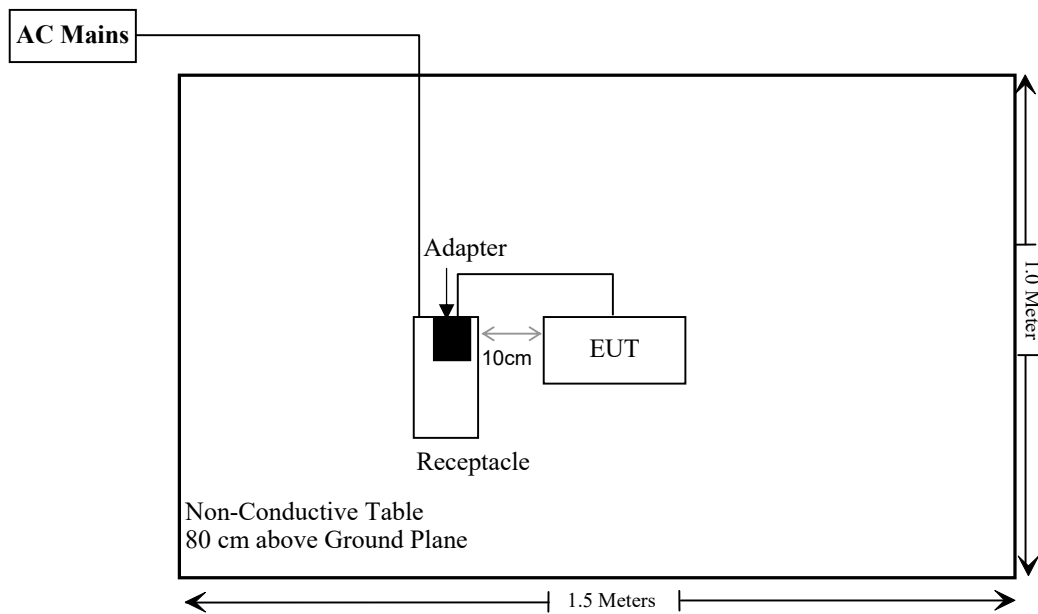 AC Mains
Adapter
10cm
EUT
1.0 Meter
Receptacle
Non-Conductive Table
80 cm above Ground Plane
1.5 Meters